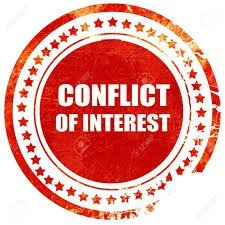 CONFLICT
OF INTEREST